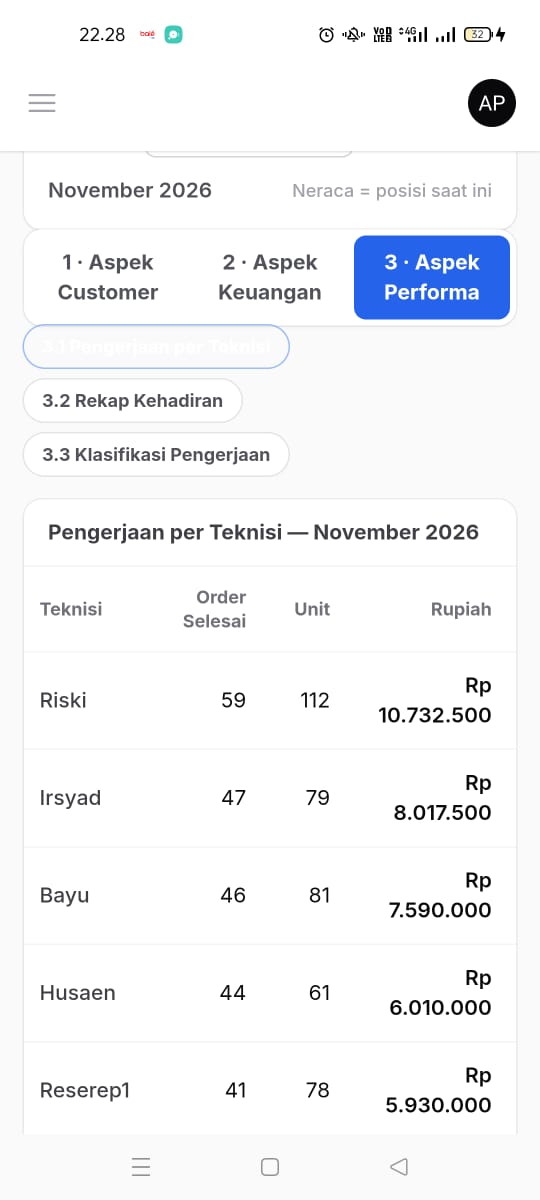 22.28
4G
VoD
LTE
32
AP
November 2026
Neraca = posisi saat ini
1 · Aspek Customer
2 · Aspek Keuangan
3 · Aspek Performa
3.1 Pengerjaan per Teknisi
3.2 Rekap Kehadiran
3.3 Klasifikasi Pengerjaan
Pengerjaan per Teknisi — November 2026
Teknisi Order Selesai Unit Rupiah
Riski 59 112 Rp 10.732.500
Irsyad 47 79 Rp 8.017.500
Bayu 46 81 Rp 7.590.000
Husaen 44 61 Rp 6.010.000
Reserep1 41 78 Rp 5.930.000